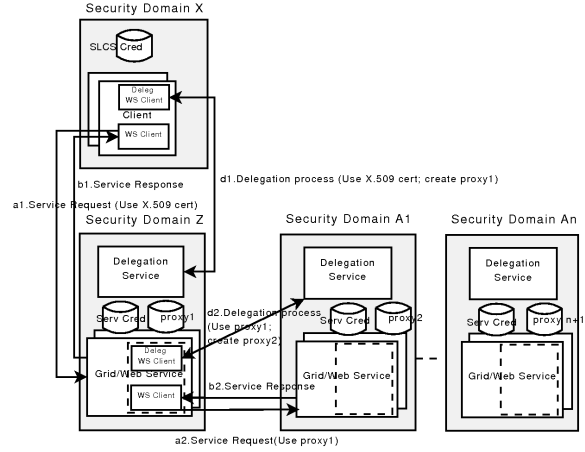 Security Domain X
SLCS Cred
Deleg
WS Client
Client
WS Client
b1.Service Response
d1.Delegation process (Use X.509 cert; create proxy1)
a1.Service Request (Use X.509 cert)
Security Domain Z
Security Domain A1
Security Domain An
Delegation
Service
Delegation
Service
Delegation
Service
Serv Cred
proxy1
d2.Delegation process
(Use proxy1;
create proxy2)
Serv Cred
proxy2
Serv Cred
proxy n+1
Deleg
WS Client
Grid/Web Service
WS Client
b2.Service Response
Grid/Web Service
Grid/Web Service
a2.Service Request(Use proxy1)